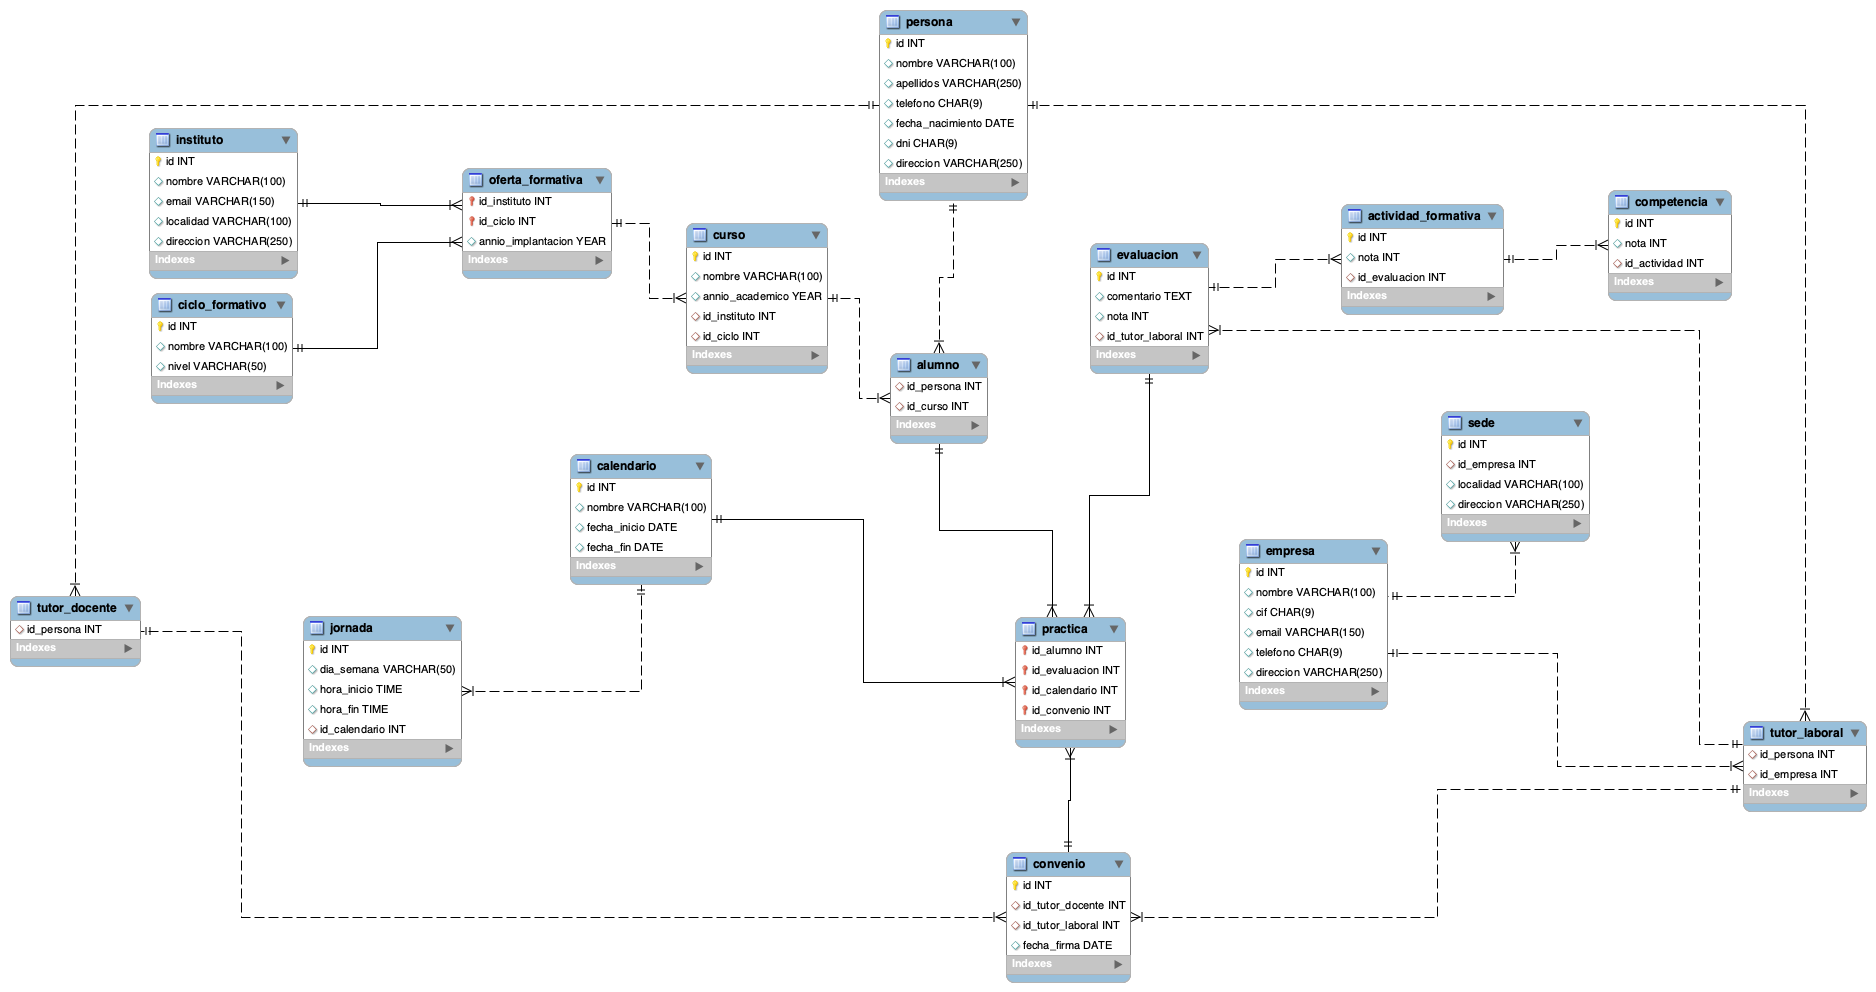 persona
id INT
nombre VARCHAR(100)
apellidos VARCHAR(250)
telefono CHAR(9)
fecha_nacimiento DATE
dni CHAR(9)
direccion VARCHAR(250)
Indexes
instituto
id INT
nombre VARCHAR(100)
email VARCHAR(150)
localidad VARCHAR(100)
direccion VARCHAR(250)
Indexes
oferta_formativa
id_instituto INT
id_ciclo INT
annio_implantacion YEAR
Indexes
ciclo_formativo
id INT
nombre VARCHAR(100)
nivel VARCHAR(50)
Indexes
curso
id INT
nombre VARCHAR(100)
annio_academico YEAR
id_instituto INT
id_ciclo INT
Indexes
alumno
id_persona INT
id_curso INT
Indexes
evaluacion
id INT
comentario TEXT
nota INT
id_tutor_laboral INT
Indexes
actividad_formativa
id INT
nota INT
id_evaluacion INT
Indexes
competencia
id INT
nota INT
id_actividad INT
Indexes
sede
id INT
id_empresa INT
localidad VARCHAR(100)
direccion VARCHAR(250)
Indexes
calendario
id INT
nombre VARCHAR(100)
fecha_inicio DATE
fecha_fin DATE
Indexes
empresa
id INT
nombre VARCHAR(100)
cif CHAR(9)
email VARCHAR(150)
telefono CHAR(9)
direccion VARCHAR(250)
Indexes
tutor_docente
id_persona INT
Indexes
jornada
id INT
dia_semana VARCHAR(50)
hora_inicio TIME
hora_fin TIME
id_calendario INT
Indexes
practica
id_alumno INT
id_evaluacion INT
id_calendario INT
id_convenio INT
Indexes
tutor_laboral
id_persona INT
id_empresa INT
Indexes
convenio
id INT
id_tutor_docente INT
id_tutor_laboral INT
fecha_firma DATE
Indexes